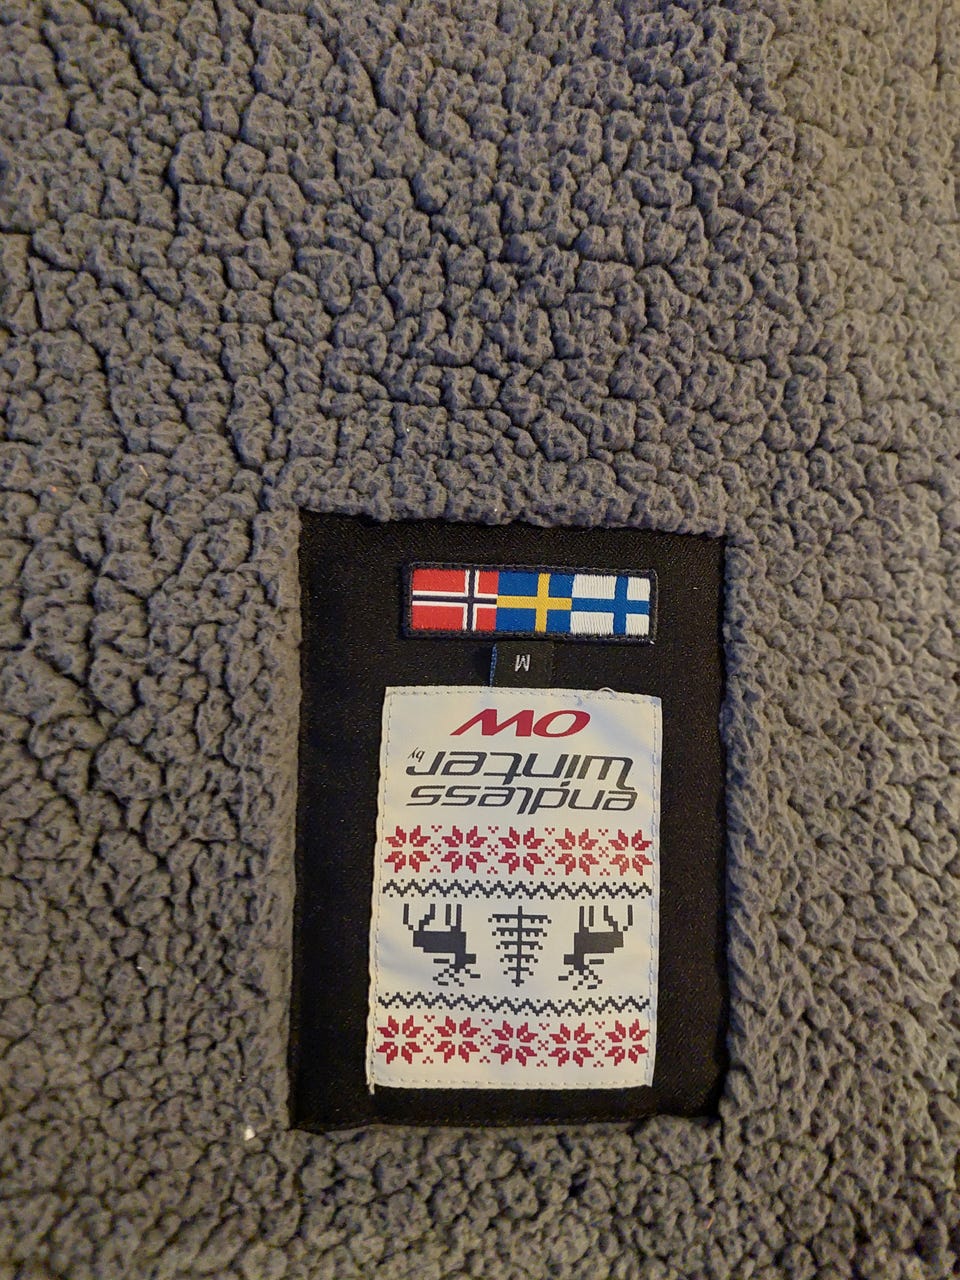 endless
winter by
OW
M